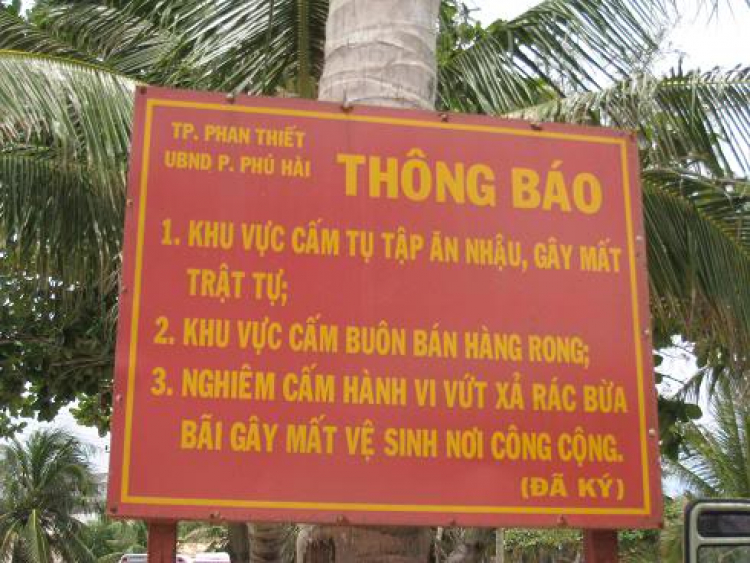 TP. PHAN THIẾT
UBND P. PHÚ HÀI
THÔNG BÁO
1. KHU VỰC CẤM TỤ TẬP ĂN NHẬU, GÂY MẤT
TRẬT TỰ;
2. KHU VỰC CẤM BUÔN BÁN HÀNG RONG;
3. NGHIÊM CẤM HÀNH VI VỨT XẢ RÁC BỪA
BÃI GÂY MẤT VỆ SINH NƠI CÔNG CỘNG.
(ĐÃ KÝ)